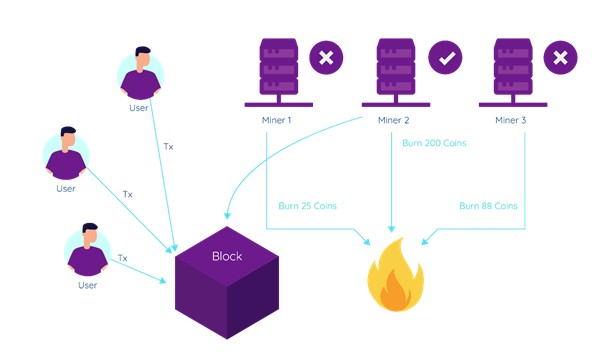 User
Tx
Miner 1
Miner 2
Miner 3
Burn 200 Coins
User
Tx
Burn 25 Coins
Burn 88 Coins
Tx
User
Block